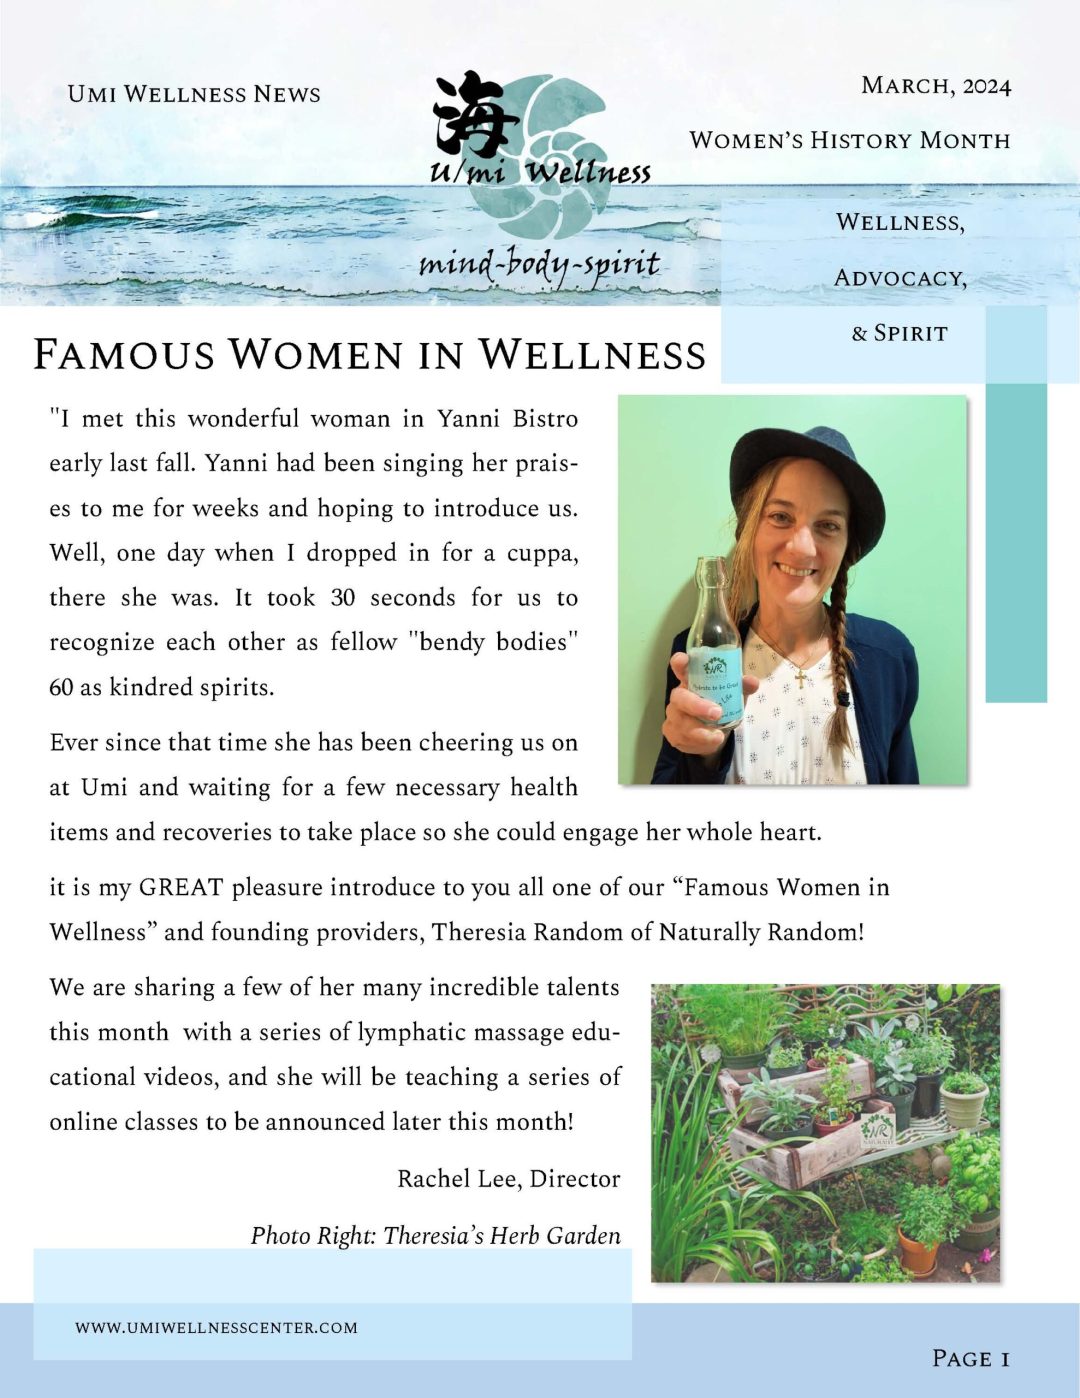 Umi Wellness News
March, 2024
Women's History Month
海
U/mi Wellness
mind-body-spirit
Wellness,
Advocacy,
& Spirit
Famous Women in Wellness
"I met this wonderful woman in Yanni Bistro
early last fall. Yanni had been singing her prais-
es to me for weeks and hoping to introduce us.
Well, one day when I dropped in for a cuppa,
there she was. It took 30 seconds for us to
recognize each other as fellow "bendy bodies"
60 as kindred spirits.
Ever since that time she has been cheering us on
at Umi and waiting for a few necessary health
items and recoveries to take place so she could engage her whole heart.
it is my GREAT pleasure introduce to you all one of our “Famous Women in
Wellness” and founding providers, Theresia Random of Naturally Random!
We are sharing a few of her many incredible talents
this month with a series of lymphatic massage edu-
cational videos, and she will be teaching a series of
online classes to be announced later this month!
Rachel Lee, Director
Photo Right: Theresia’s Herb Garden
NR
NR
www.umiwellnesscenter.com
Page 1